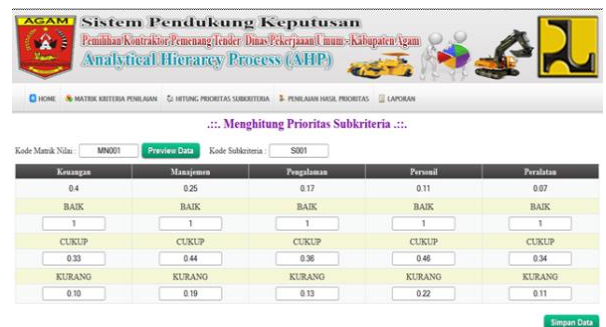 AGAM
Sistem Pendukung Keputusan
Pemilihan Kontraktor Pemenang Tender Dinas Pekerjaaan Umum - Kabupaten Agam
Analytical Hierarcy Process (AHP)
HOME MATRIK KRITERIA PENILAIAN HITUNG PRIORITAS SUBKRITERIA PENILAIAN HASIL PRIORITAS LAPORAN
.::. Menghitung Prioritas Subkriteria .::.
Kode Matrik Nilai : MN001 Preview Data Kode Subkriteria : S001
Keuangan Manajemen Pengalaman Personil Peralatan
0.4 0.25 0.17 0.11 0.07
BAIK BAIK BAIK BAIK BAIK
1 1 1 1 1
CUKUP CUKUP CUKUP CUKUP CUKUP
0.33 0.44 0.36 0.46 0.34
KURANG KURANG KURANG KURANG KURANG
0.10 0.19 0.13 0.22 0.11
Simpan Data